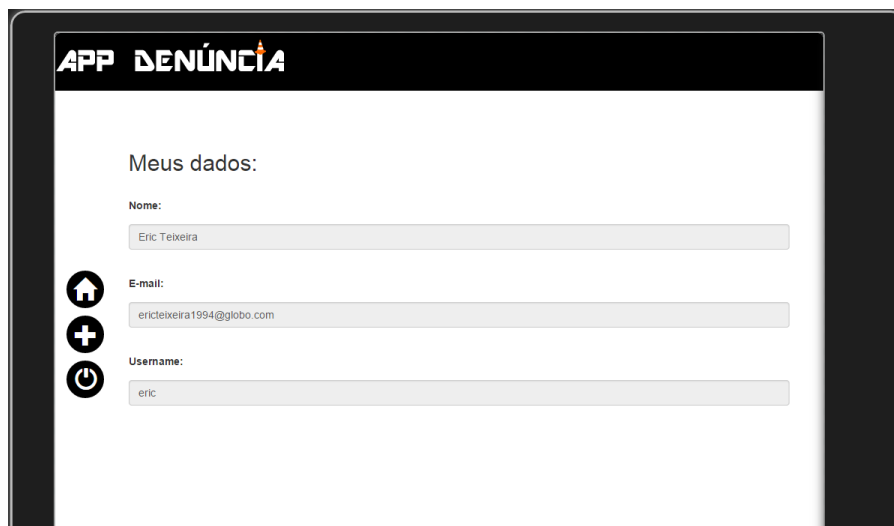 APP DENÚNCIA
Meus dados:
Nome:
Eric Teixeira
E-mail:
ericteixeira1994@globo.com
Username:
eric